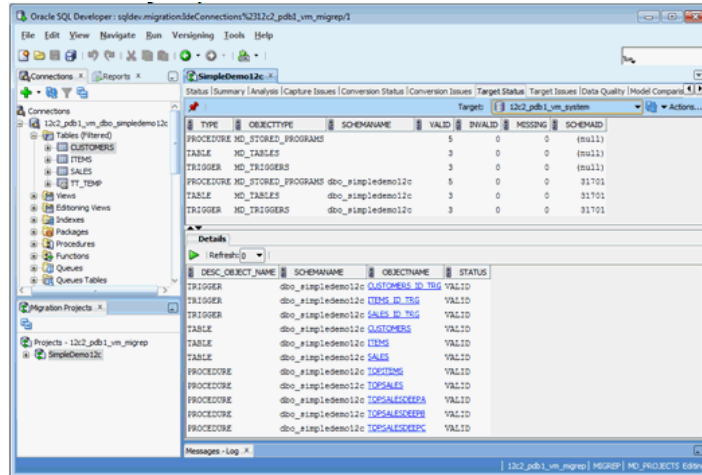 Oracle SQL Developer : sqldev.migration:IdeConnections%2312c2_pdb1_vm_migrep/1
File Edit View Navigate Run Versioning Tools Help
Connections Reports
Connections
12c2_pdb1_vm_dbo_simpledemo12c
Tables (Filtered)
CUSTOMERS
ITEMS
SALES
TT_TEMP
Views
Editioning Views
Indexes
Packages
Procedures
Functions
Queues
Queues Tables
Migration Projects
Projects - 12c2_pdb1_vm_migrep
SimpleDemo12c
SimpleDemo12c
Status Summary Analysis Capture Issues Conversion Status Conversion Issues Target Status Target Issues Data Quality Model Comparis
Target: 12c2_pdb1_vm_system Actions...
TYPE OBJECTTYPE SCHEMANAME VALID INVALID MISSING SCHEMAID
PROCEDURE MD_STORED_PROGRAMS 5 0 0 (null)
TABLE MD_TABLES 3 0 0 (null)
TRIGGER MD_TRIGGERS 3 0 0 (null)
PROCEDURE MD_STORED_PROGRAMS dbo_simpledemo12c 5 0 0 31701
TABLE MD_TABLES dbo_simpledemo12c 3 0 0 31701
TRIGGER MD_TRIGGERS dbo_simpledemo12c 3 0 0 31701
Details
Refresh: 0
DESC_OBJECT_NAME SCHEMANAME OBJECTNAME STATUS
TRIGGER dbo_simpledemo12c CUSTOMERS_ID_TRG VALID
TRIGGER dbo_simpledemo12c ITEMS_ID_TRG VALID
TRIGGER dbo_simpledemo12c SALES_ID_TRG VALID
TABLE dbo_simpledemo12c CUSTOMERS VALID
TABLE dbo_simpledemo12c ITEMS VALID
TABLE dbo_simpledemo12c SALES VALID
PROCEDURE dbo_simpledemo12c TOPITEMS VALID
PROCEDURE dbo_simpledemo12c TOPSALES VALID
PROCEDURE dbo_simpledemo12c TOPSALESDEEPA VALID
PROCEDURE dbo_simpledemo12c TOPSALESDEEPB VALID
PROCEDURE dbo_simpledemo12c TOPSALESDEEPC VALID
Messages - Log
12c2_pdb1_vm_migrep MIGREP MD_PROJECTS Editin